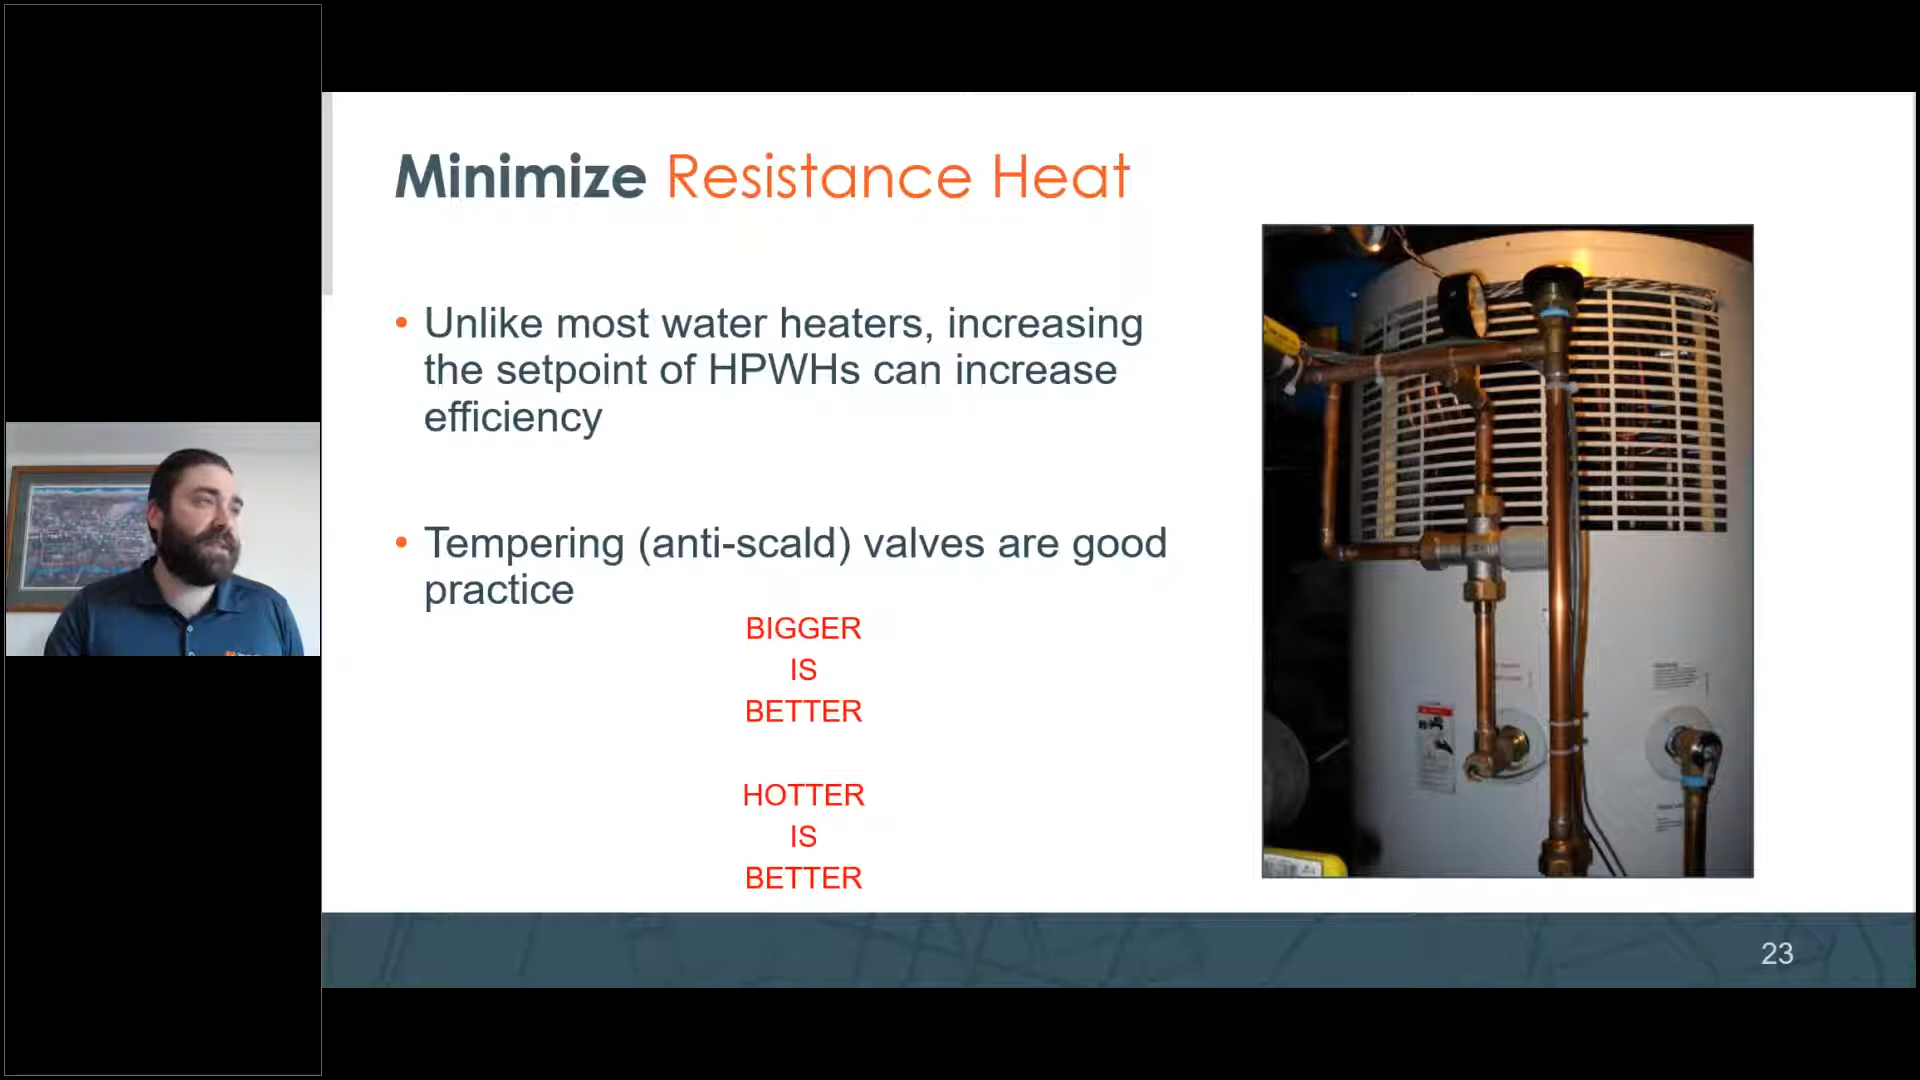 Minimize Resistance Heat
• Unlike most water heaters, increasing
the setpoint of HPWHs can increase
efficiency
• Tempering (anti-scald) valves are good
practice
BIGGER
IS
BETTER
HOTTER
IS
BETTER
23